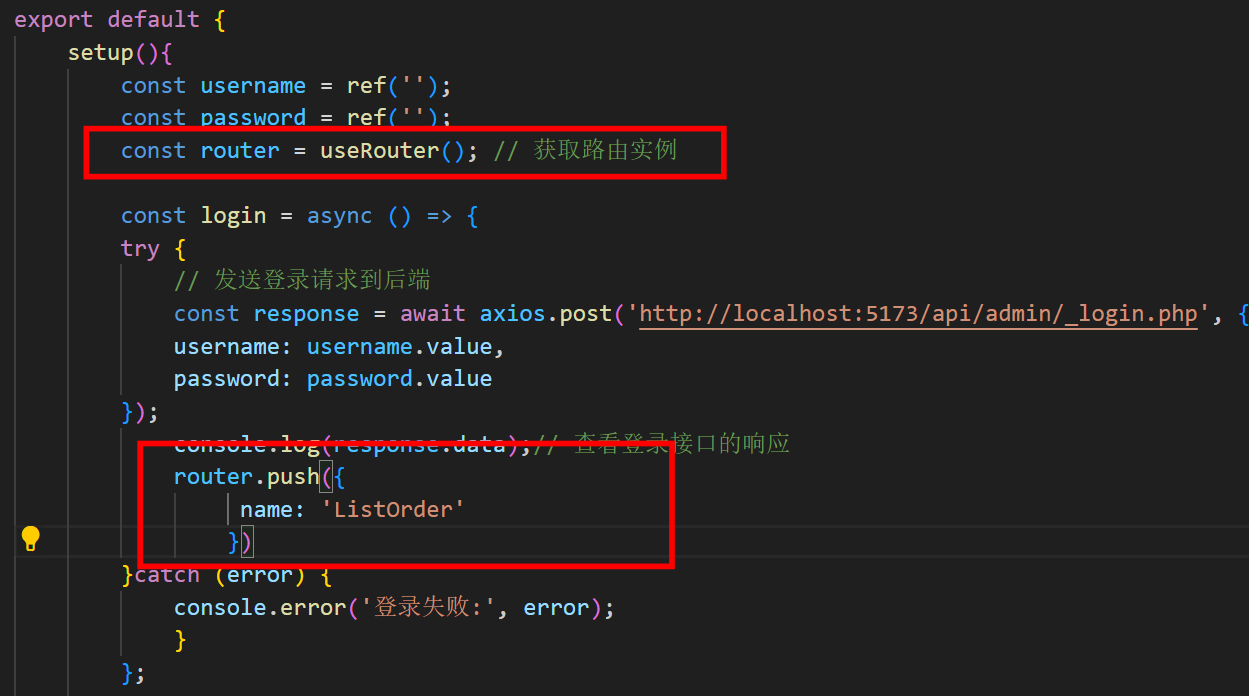 export default {
setup(){
const username = ref('');
const password = ref('');
const router = useRouter(); // 获取路由实例
const login = async () => {
try {
// 发送登录请求到后端
const response = await axios.post('http://localhost:5173/api/admin/_login.php', {
username: username.value,
password: password.value
});
console.log(response.data);// 查看登录接口的响应
router.push({
name: 'ListOrder'
})
}catch (error) {
console.error('登录失败:', error);
}
};